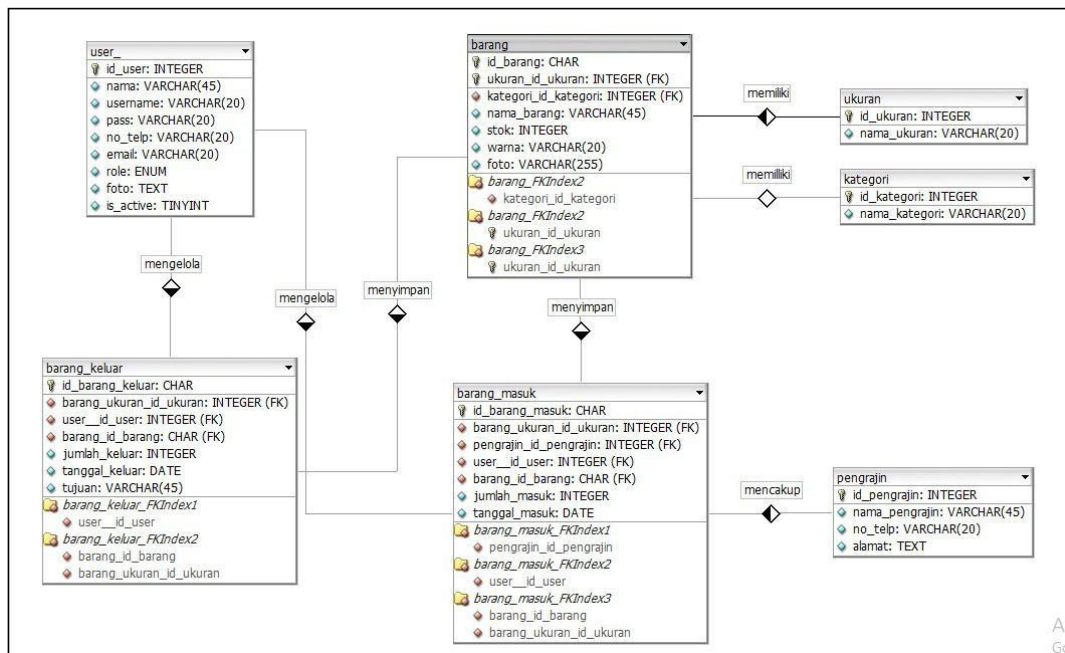 user_
id_user: INTEGER
nama: VARCHAR(45)
username: VARCHAR(20)
pass: VARCHAR(20)
no_telp: VARCHAR(20)
email: VARCHAR(20)
role: ENUM
foto: TEXT
is_active: TINYINT
barang
id_barang: CHAR
ukuran_id_ukuran: INTEGER (FK)
kategori_id_kategori: INTEGER (FK)
nama_barang: VARCHAR(45)
stok: INTEGER
warna: VARCHAR(20)
foto: VARCHAR(255)
barang_FKIndex2
kategori_id_kategori
barang_FKIndex2
ukuran_id_ukuran
barang_FKIndex3
ukuran_id_ukuran
memiliki
ukuran
id_ukuran: INTEGER
nama_ukuran: VARCHAR(20)
memiliki
kategori
id_kategori: INTEGER
nama_kategori: VARCHAR(20)
mengelola
mengelola
menyimpan
menyimpan
barang_keluar
id_barang_keluar: CHAR
barang_ukuran_id_ukuran: INTEGER (FK)
user__id_user: INTEGER (FK)
barang_id_barang: CHAR (FK)
jumlah_keluar: INTEGER
tanggal_keluar: DATE
tujuan: VARCHAR(45)
barang_keluar_FKIndex1
user__id_user
barang_keluar_FKIndex2
barang_id_barang
barang_ukuran_id_ukuran
barang_masuk
id_barang_masuk: CHAR
barang_ukuran_id_ukuran: INTEGER (FK)
pengrajin_id_pengrajin: INTEGER (FK)
user__id_user: INTEGER (FK)
barang_id_barang: CHAR (FK)
jumlah_masuk: INTEGER
tanggal_masuk: DATE
barang_masuk_FKIndex1
pengrajin_id_pengrajin
barang_masuk_FKIndex2
user__id_user
barang_masuk_FKIndex3
barang_id_barang
barang_ukuran_id_ukuran
mencakup
pengrajin
id_pengrajin: INTEGER
nama_pengrajin: VARCHAR(45)
no_telp: VARCHAR(20)
alamat: TEXT
A
Go